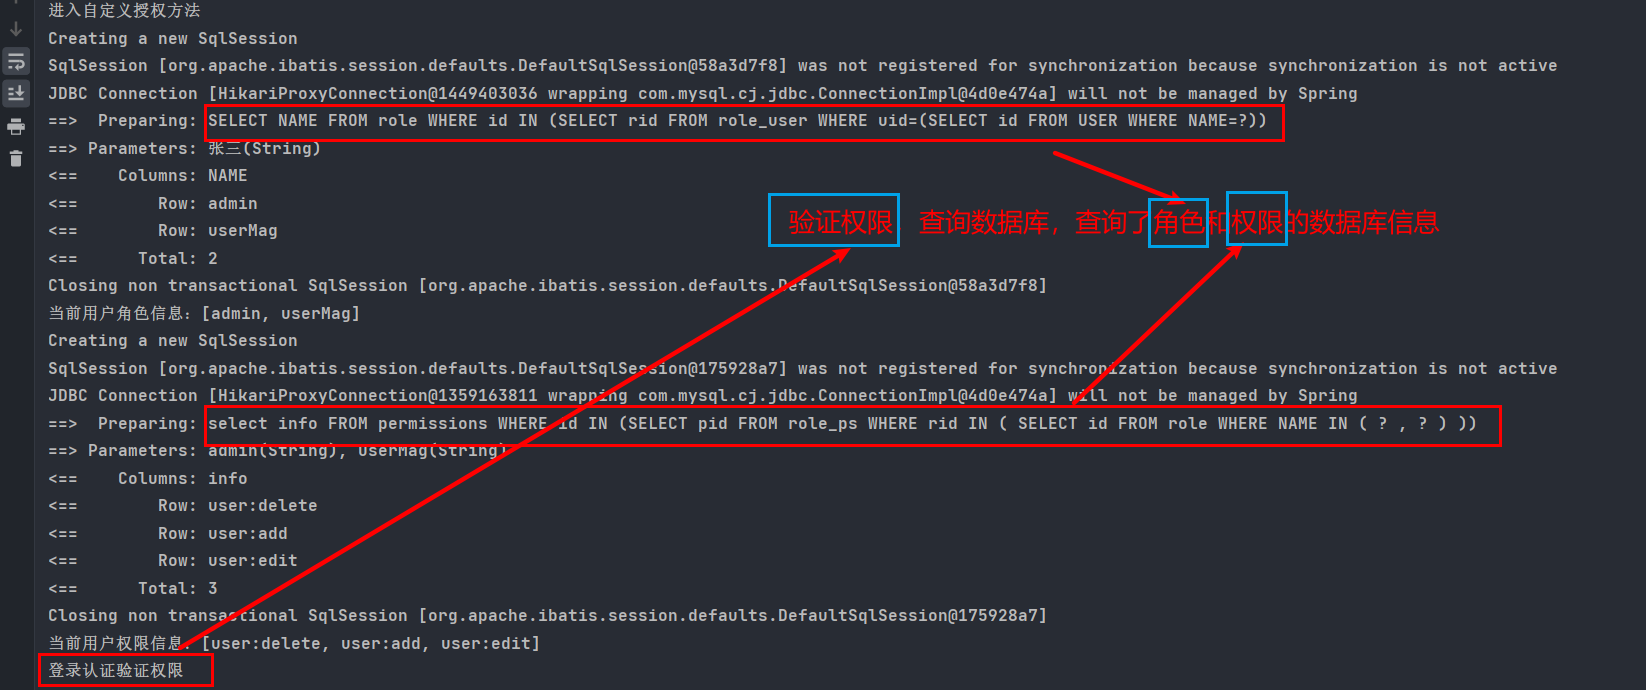 进入自定义授权方法
Creating a new SqlSession
SqlSession [org.apache.ibatis.session.defaults.DefaultSqlSession@58a3d7f8] was not registered for synchronization because synchronization is not active
JDBC Connection [HikariProxyConnection@1449403036 wrapping com.mysql.cj.jdbc.ConnectionImpl@4d0e474a] will not be managed by Spring
==>  Preparing: SELECT NAME FROM role WHERE id IN (SELECT rid FROM role_user WHERE uid=(SELECT id FROM USER WHERE NAME=?))
==> Parameters: 张三(String)
<==    Columns: NAME
<==        Row: admin
验证权限 查询数据库，查询了角色和权限的数据库信息
<==        Row: userMag
<==      Total: 2
Closing non transactional SqlSession [org.apache.ibatis.session.defaults.DefaultSqlSession@58a3d7f8]
当前用户角色信息：[admin, userMag]
Creating a new SqlSession
SqlSession [org.apache.ibatis.session.defaults.DefaultSqlSession@175928a7] was not registered for synchronization because synchronization is not active
JDBC Connection [HikariProxyConnection@1359163811 wrapping com.mysql.cj.jdbc.ConnectionImpl@4d0e474a] will not be managed by Spring
==>  Preparing: select info FROM permissions WHERE id IN (SELECT pid FROM role_ps WHERE rid IN ( SELECT id FROM role WHERE NAME IN ( ? , ? ) ))
==> Parameters: admin(String), userMag(String)
<==    Columns: info
<==        Row: user:delete
<==        Row: user:add
<==        Row: user:edit
<==      Total: 3
Closing non transactional SqlSession [org.apache.ibatis.session.defaults.DefaultSqlSession@175928a7]
当前用户权限信息：[user:delete, user:add, user:edit]
登录认证验证权限